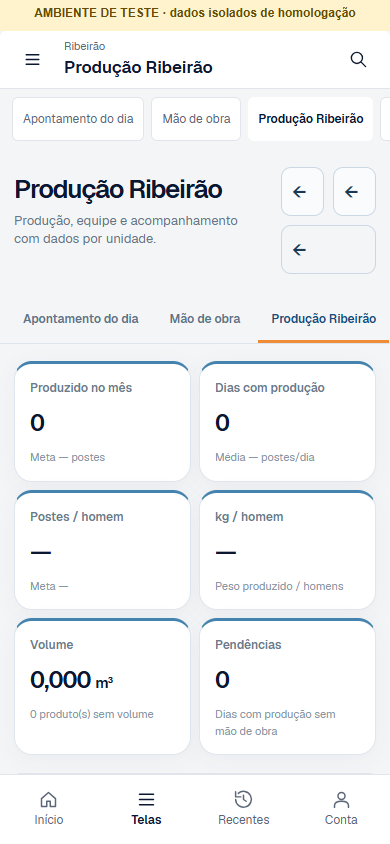 AMBIENTE DE TESTE · dados isolados de homologação
Ribeirão
Produção Ribeirão
Apontamento do dia
Mão de obra
Produção Ribeirão
Produção Ribeirão
Produção, equipe e acompanhamento
com dados por unidade.
Apontamento do dia
Mão de obra
Produção Ribeirão
Produzido no mês
0
Meta — postes
Dias com produção
0
Média — postes/dia
Postes / homem
—
Meta —
kg / homem
—
Peso produzido / homens
Volume
0,000 m³
0 produto(s) sem volume
Pendências
0
Dias com produção sem
mão de obra
Início
Telas
Recentes
Conta